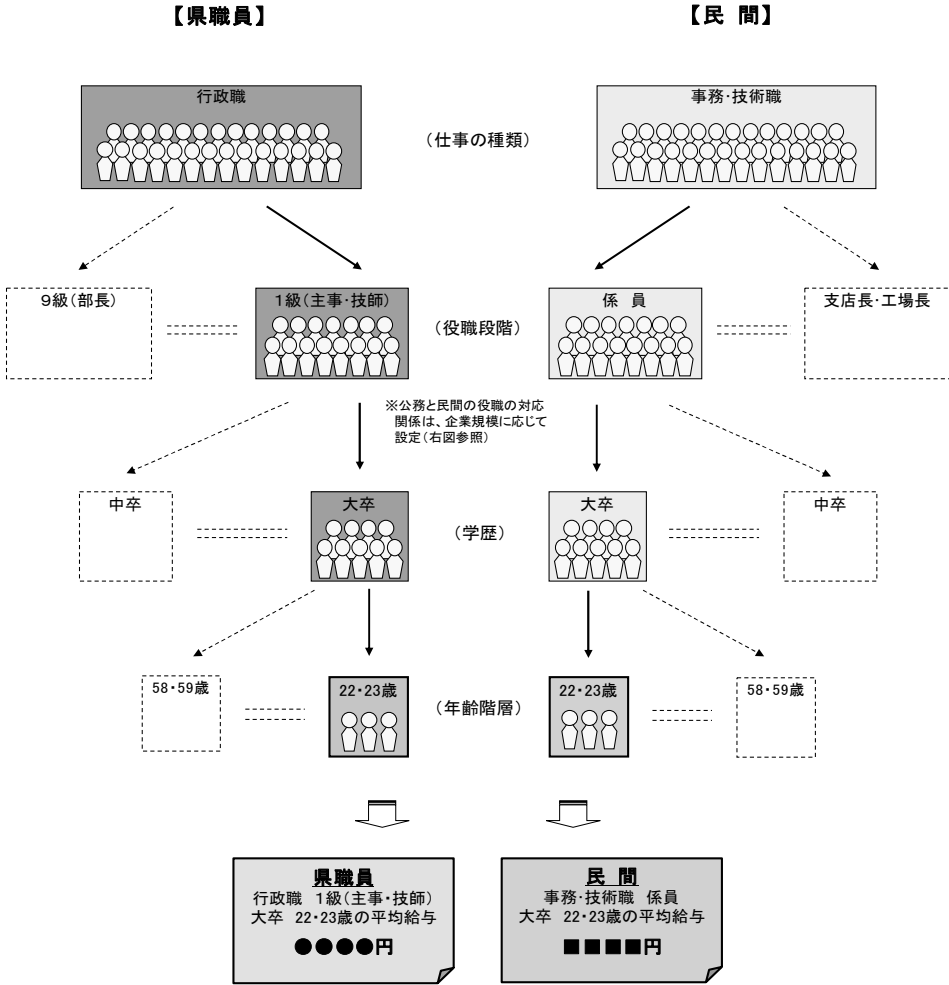 【県職員】
【民 間】
行政職
(仕事の種類)
事務・技術職
9級(部長)
1級(主事・技師)
(役職段階)
係 員
支店長・工場長
※公務と民間の役職の対応
関係は、企業規模に応じて
設定(右図参照)
中卒
大卒
(学歴)
大卒
中卒
58・59歳
22・23歳
(年齢階層)
22・23歳
58・59歳
県職員
行政職 1級(主事・技師)
大卒 22・23歳の平均給与
●●●●円
民 間
事務・技術職 係員
大卒 22・23歳の平均給与
■■■■円